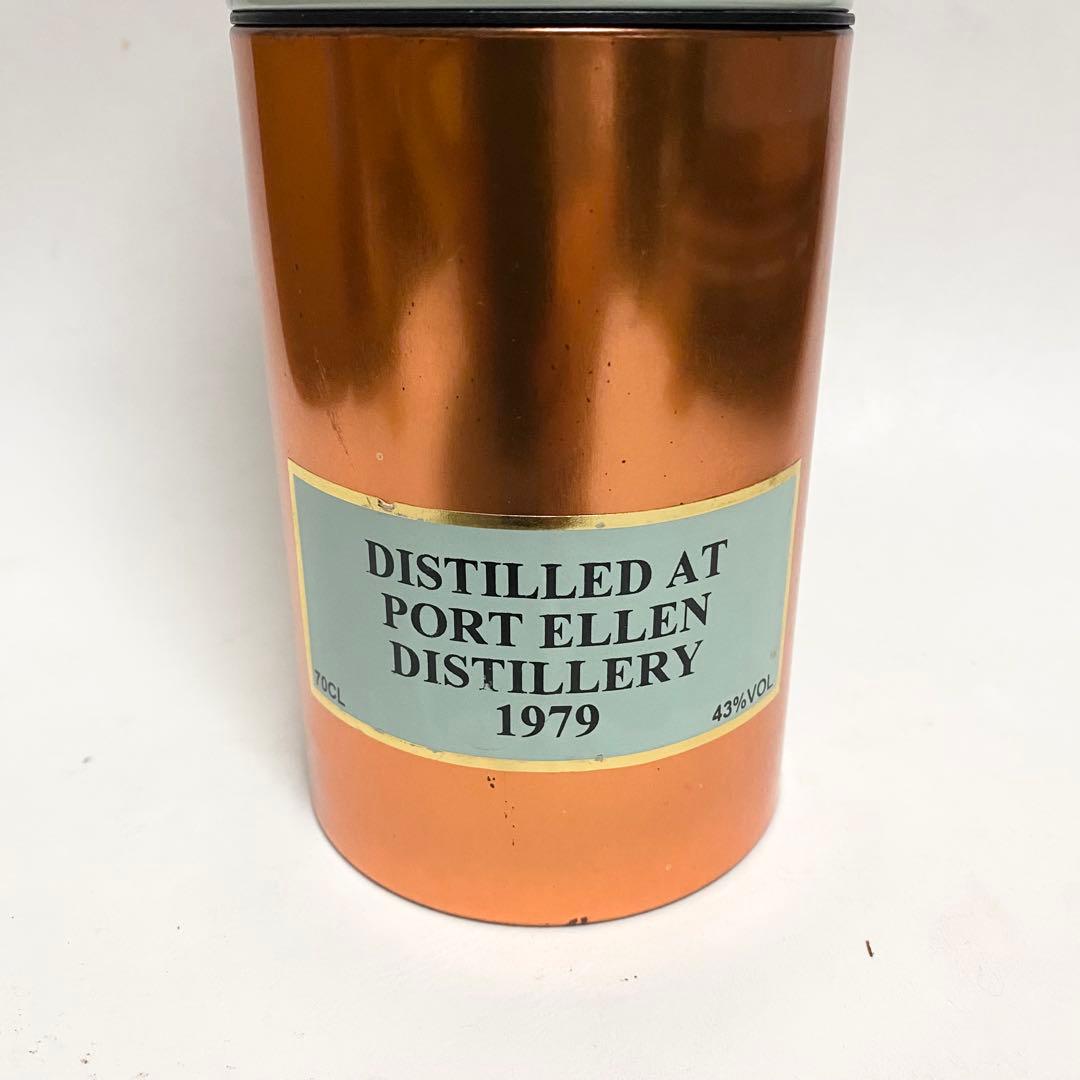 DISTILLED AT
PORT ELLEN
DISTILLERY
1979
70CL
43%VOL